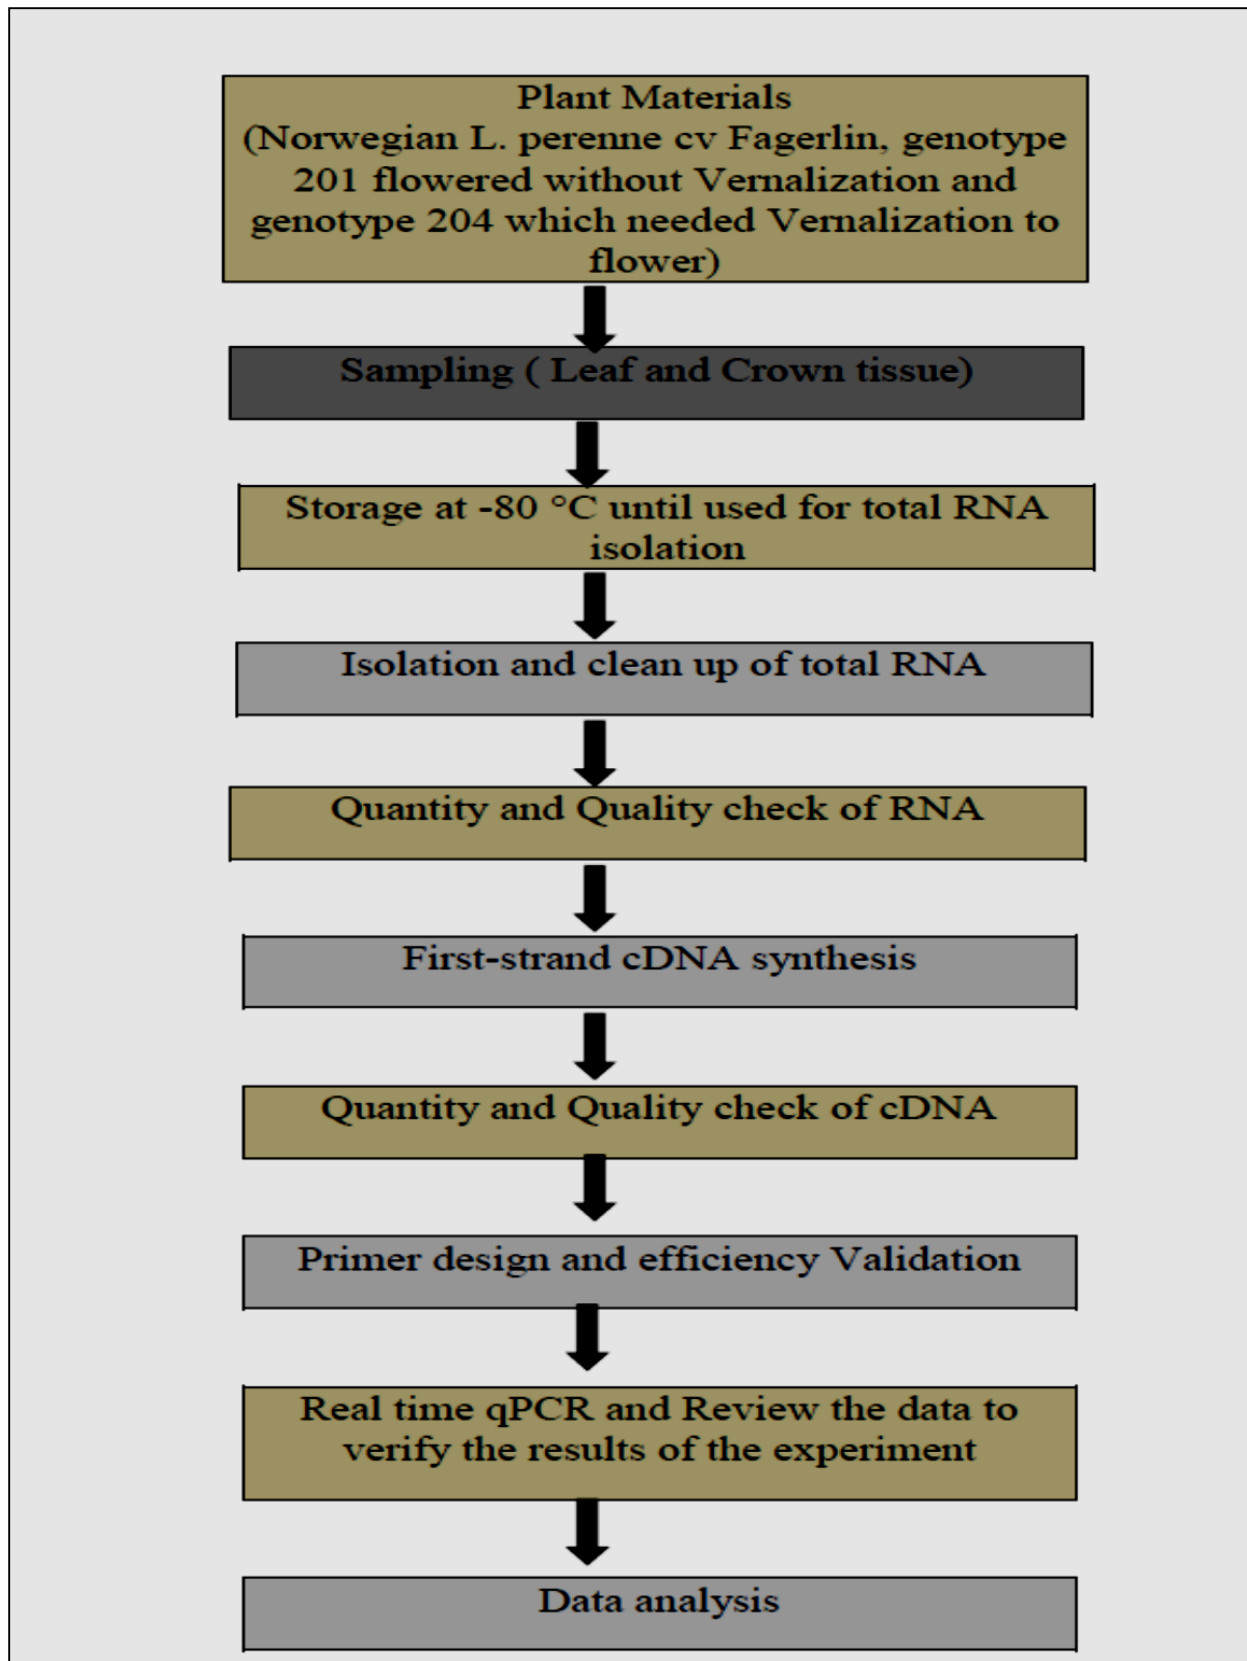 Plant Materials
(Norwegian L. perenne cv Fagerlin, genotype
201 flowered without Vernalization and
genotype 204 which needed Vernalization to
flower)
Sampling ( Leaf and Crown tissue)
Storage at -80 °C until used for total RNA
isolation
Isolation and clean up of total RNA
Quantity and Quality check of RNA
First-strand cDNA synthesis
Quantity and Quality check of cDNA
Primer design and efficiency Validation
Real time qPCR and Review the data to
verify the results of the experiment
Data analysis